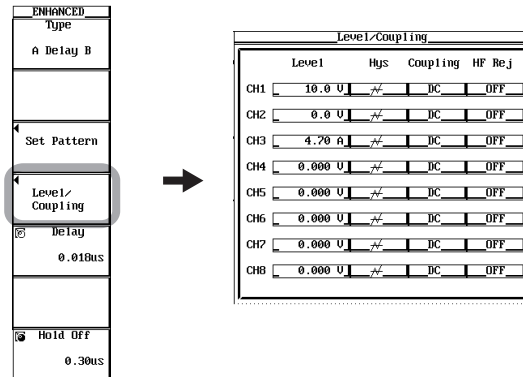 ENHANCED
Type
A Delay B
Set Pattern
Level/
Coupling
Delay
0.018us
Hold Off
0.30us
Level/Coupling
Level Hys Coupling HF Rej
CH1 10.0 V DC OFF
CH2 0.0 V DC OFF
CH3 4.70 A DC OFF
CH4 0.000 V DC OFF
CH5 0.000 V DC OFF
CH6 0.000 V DC OFF
CH7 0.000 V DC OFF
CH8 0.000 V DC OFF